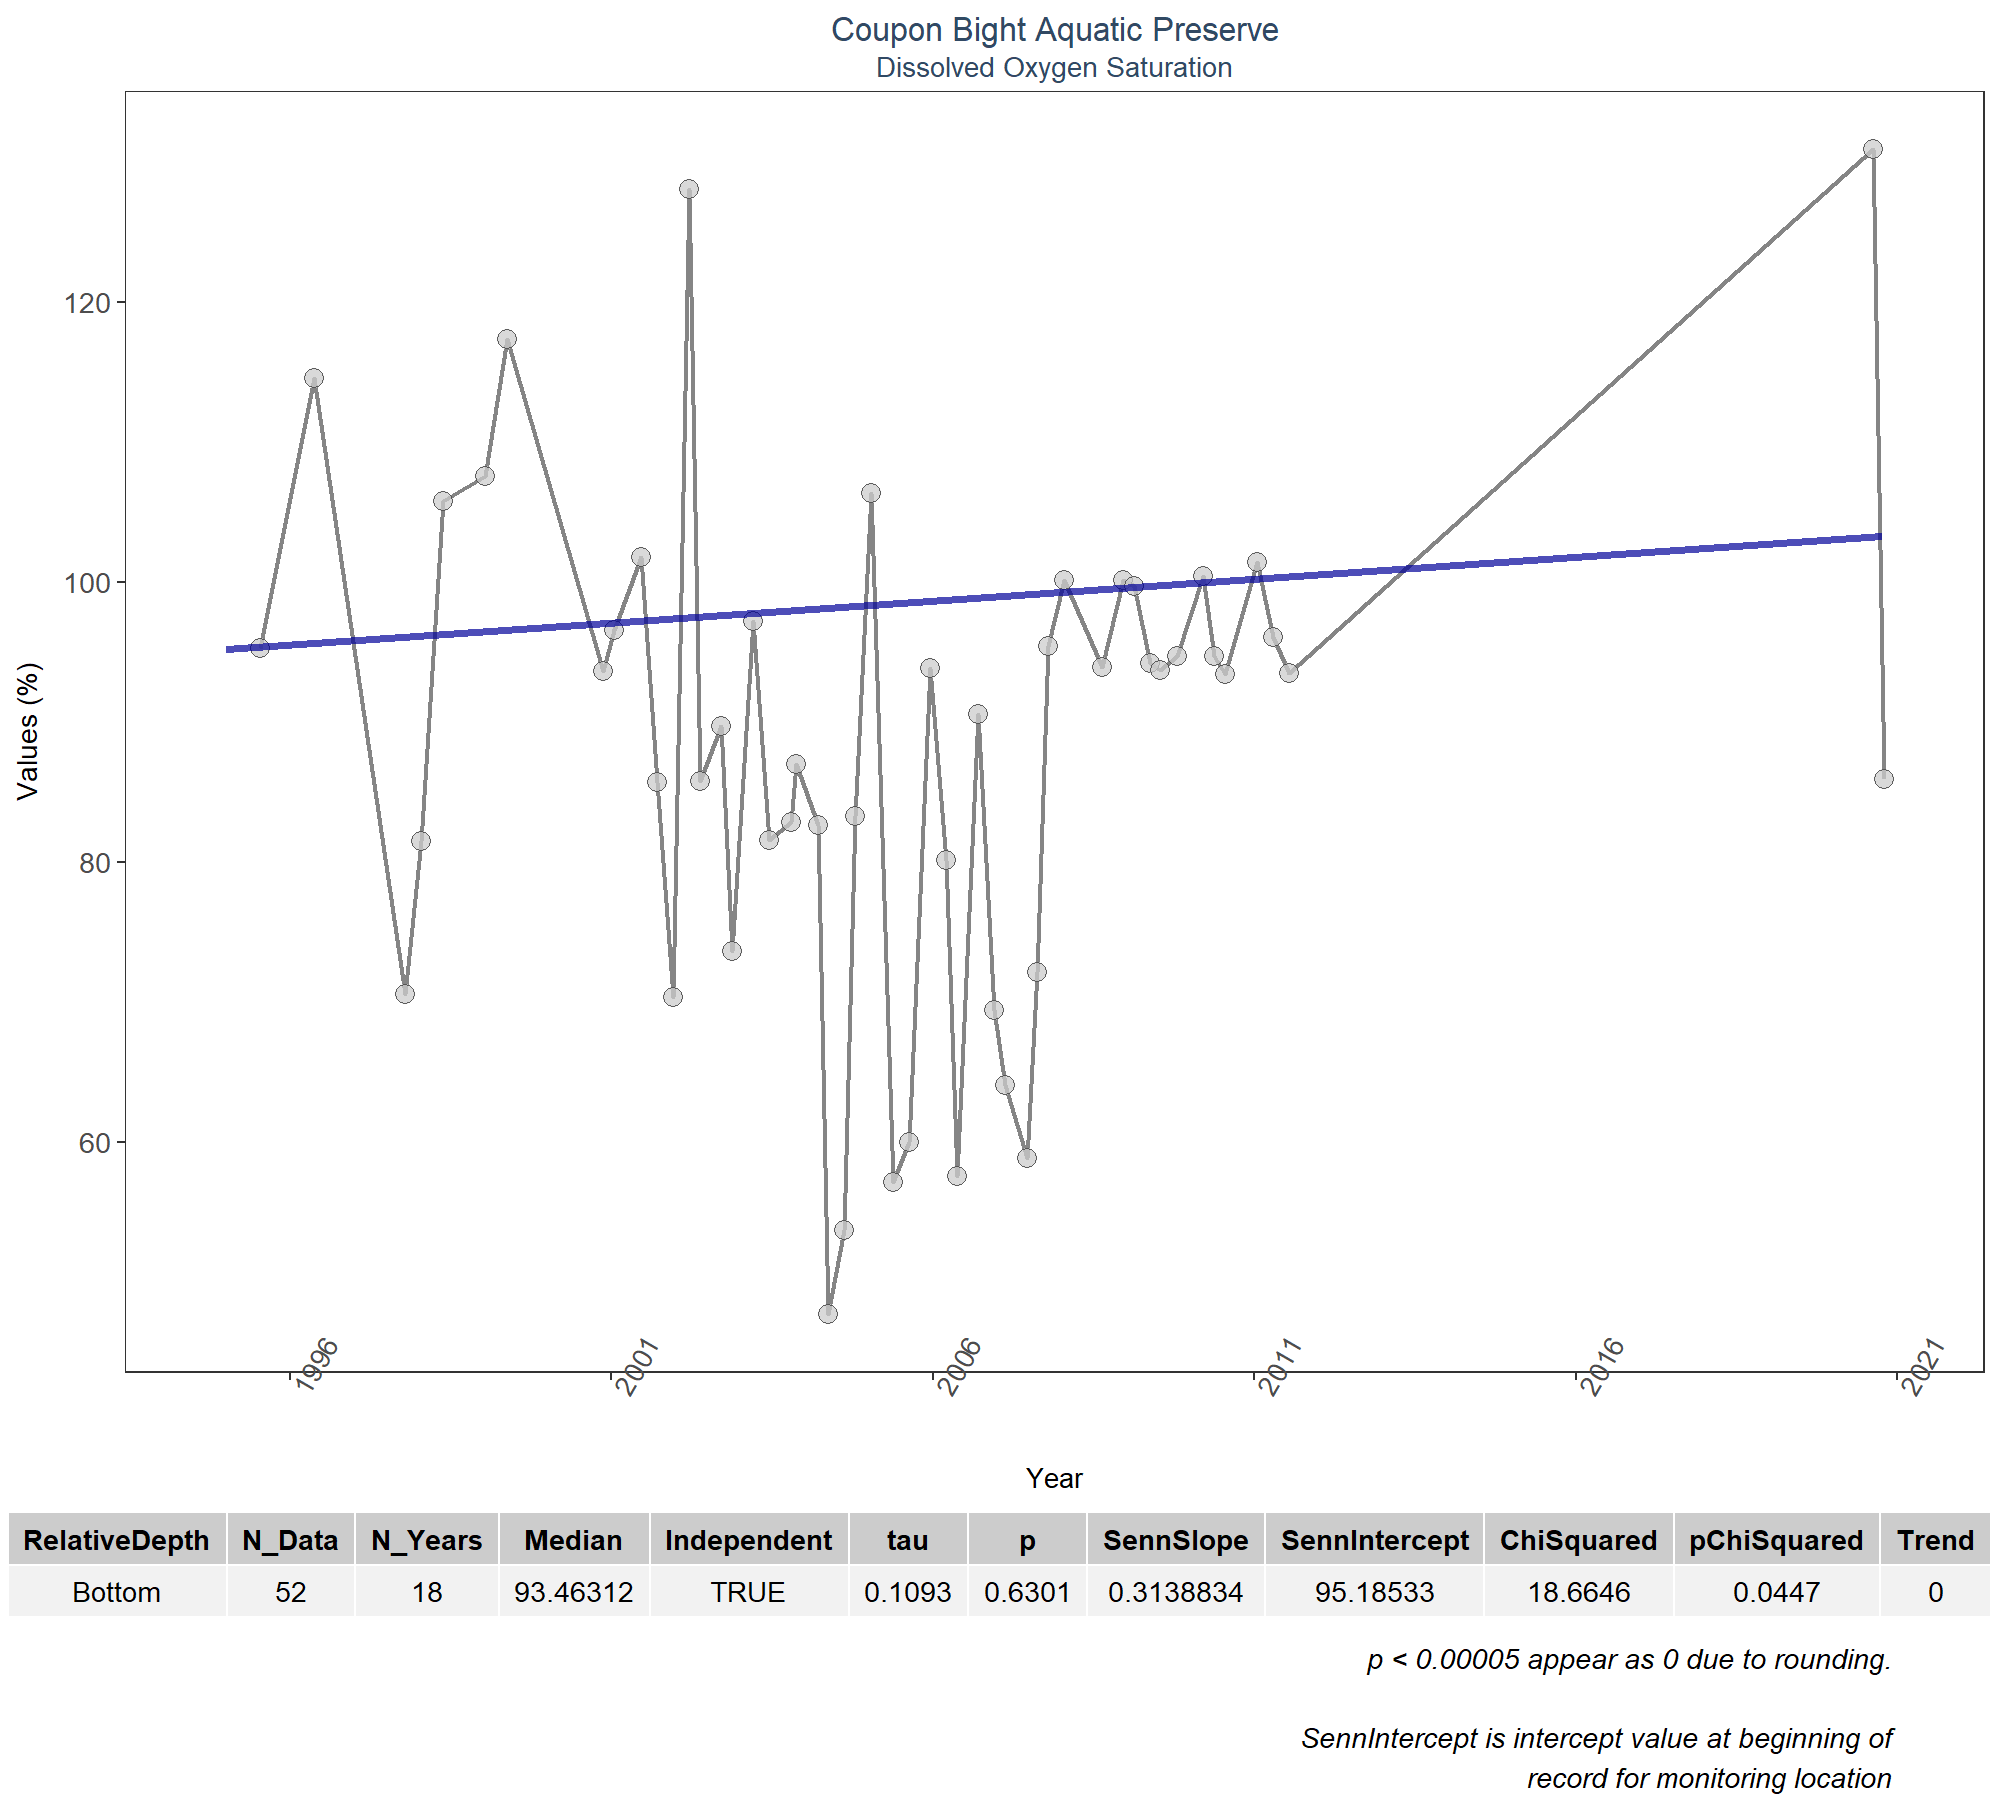 Coupon Bight Aquatic Preserve
Dissolved Oxygen Saturation
Values (%)
120
100
80
60
1996 2001 2006 2011 2016 2021
Year
RelativeDepth N_Data N_Years Median Independent tau p SennSlope SennIntercept ChiSquared pChiSquared Trend
Bottom 52 18 93.46312 TRUE 0.1093 0.6301 0.3138834 95.18533 18.6646 0.0447 0
p < 0.00005 appear as 0 due to rounding.
SennIntercept is intercept value at beginning of
record for monitoring location